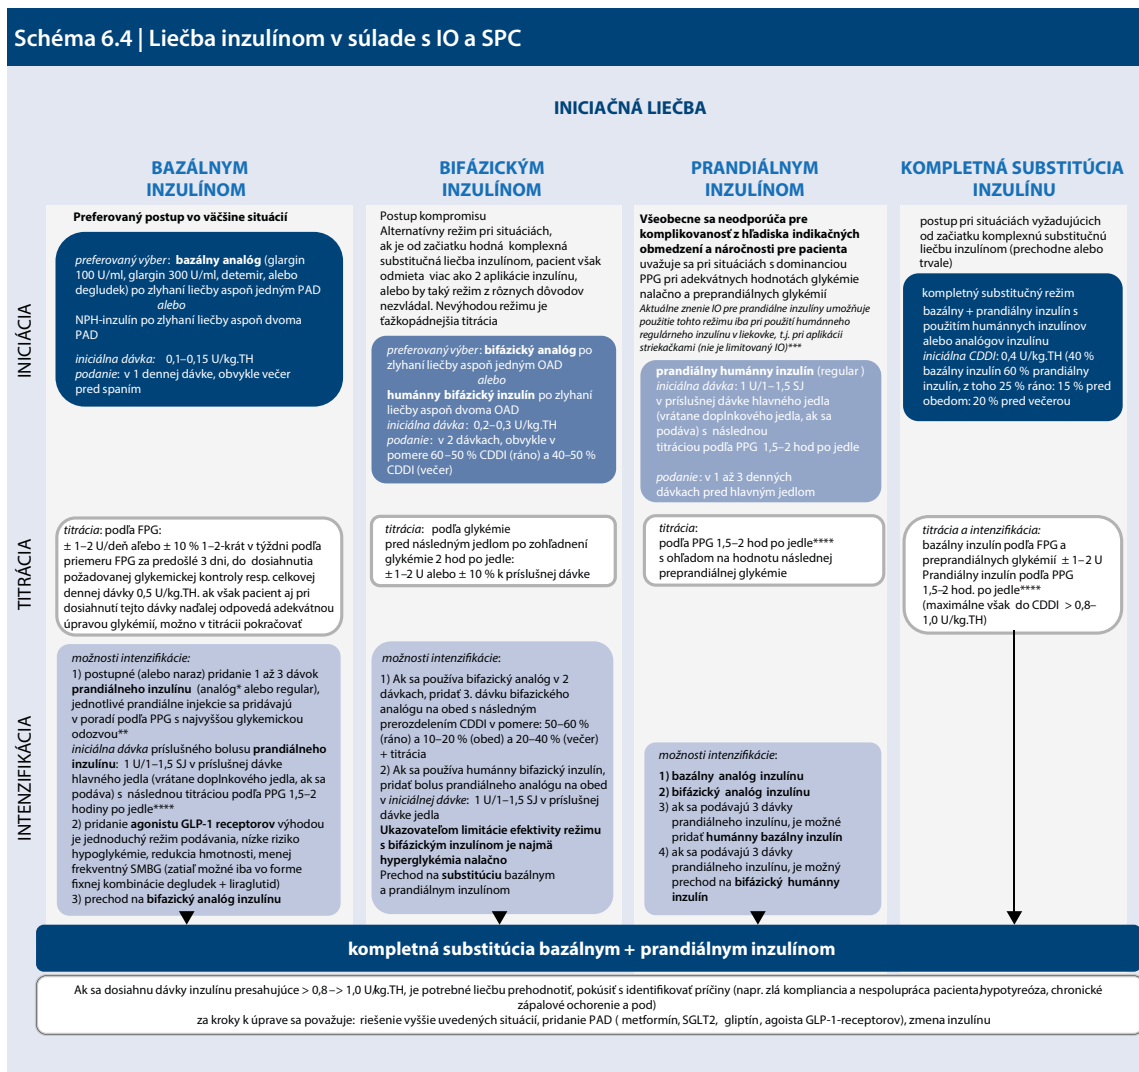 Schéma 6.4 | Liečba inzulínom v súlade s IO a SPC
INICIAČNÁ LIEČBA
BAZÁLNYM
INZULÍNOM
BIFÁZICKÝM
INZULÍNOM
PRANDIÁLNYM
INZULÍNOM
KOMPLETNÁ SUBSTITÚCIA
INZULÍNU
INICIÁCIA
Preferovaný postup vo väčšine situácií
preferovaný výber: bazálny analóg (glargin
100 U/ml, glargin 300 U/ml, detemir, alebo
degludek) po zlyhaní liečby aspoň jedným PAD
alebo
NPH-inzulín po zlyhaní liečby aspoň dvoma
PAD
iniciálna dávka: 0,1–0,15 U/kg.TH
podanie: v 1 dennej dávke, obvykle večer
pred spaním
Postup kompromisu
Alternatívny režim pri situáciách,
ak je od začiatku hodná komplexná
substitučná liečba inzulínom, pacient však
odmieta viac ako 2 aplikácie inzulínu,
alebo by taký režim z rôznych dôvodov
nezvládal. Nevýhodou režimu je
ťažkopádnejšia titrácia
preferovaný výber: bifázický analóg po
zlyhaní liečby aspoň jedným OAD
alebo
humánny bifázický inzulín po zlyhaní
liečby aspoň dvoma OAD
iniciálna dávka: 0,2–0,3 U/kg.TH
podanie: v 2 dávkach, obvykle v
pomere 60–50 % CDDI (ráno) a 40–50 %
CDDI (večer)
Všeobecne sa neodporúča pre
komplikovanosť z hľadiska indikačných
obmedzení a náročnosti pre pacienta
uvažuje sa pri situáciách s dominanciou
PPG pri adekvátnych hodnotách glykémie
nalačno a preprandiálnych glykémií
Aktuálne znenie IO pre prandiálne inzulíny umožňuje
použitie tohto režimu iba pri použití humánneho
regulárneho inzulínu v liekovke, t.j. pri aplikácii
striekačkami (nie je limitovaný IO)***
prandiálny humánny inzulín (regular )
iniciálna dávka: 1 U/1–1,5 SJ
v príslušnej dávke hlavného jedla
(vrátane doplnkového jedla, ak sa
podáva) s následnou
titráciou podľa PPG 1,5–2 hod po jedle
podanie: v 1 až 3 denných
dávkach pred hlavným jedlom
postup pri situáciách vyžadujúcich
od začiatku komplexnú substitučnú
liečbu inzulínom (prechodne alebo
trvale)
kompletný substitučný režim
bazálny + prandiálny inzulín s
použitím humánnych inzulínov
alebo analógov inzulínu
iniciálna CDDI: 0,4 U/kg.TH (40 %
bazálny inzulín 60 % prandiálny
inzulín, z toho 25 % ráno: 15 % pred
obedom: 20 % pred večerou
TITRÁCIA
titrácia: podľa FPG:
± 1–2 U/deň aľebo ± 10 % 1–2-krát v týždni podľa
priemeru FPG za predošlé 3 dni, do dosiahnutia
požadovanej glykemickej kontroly resp. celkovej
dennej dávky 0,5 U/kg.TH. ak však pacient aj pri
dosiahnutí tejto dávky naďalej odpovedá adekvátnou
úpravou glykémií, možno v titrácii pokračovať
titrácia: podľa glykémie
pred následným jedlom po zohľadnení
glykémie 2 hod po jedle:
± 1–2 U alebo ± 10 % k príslušnej dávke
titrácia:
podľa PPG 1,5–2 hod po jedle****
s ohľadom na hodnotu následnej
preprandiálnej glykémie
titrácia a intenzifikácia:
bazálny inzulín podľa FPG a
preprandiálnych glykémií ± 1–2 U
Prandiálny inzulín podľa PPG
1,5–2 hod. po jedle****
(maximálne však do CDDI > 0,8–
1,0 U/kg.TH)
INTENZIFIKÁCIA
možnosti intenzifikácie:
1) postupné (alebo naraz) pridanie 1 až 3 dávok
prandiálneho inzulínu (analóg* alebo regular),
jednotlivé prandiálne injekcie sa pridávajú
v poradí podľa PPG s najvyššou glykemickou
odozvou**
iniciálna dávka príslušného bolusu prandiálneho
inzulínu: 1 U/1–1,5 SJ v príslušnej dávke
hlavného jedla (vrátane doplnkového jedla, ak sa
podáva) s následnou titráciou podľa PPG 1,5–2
hodiny po jedle****
2) pridanie agonistu GLP-1 receptorov výhodou
je jednoduchý režim podávania, nízke riziko
hypoglykémie, redukcia hmotnosti, menej
frekventný SMBG (zatiaľ možné iba vo forme
fixnej kombinácie degludek + liraglutid)
3) prechod na bifazický analóg inzulínu
možnosti intenzifikácie:
1) Ak sa používa bifazický analóg v 2
dávkach, pridať 3. dávku bifazického
analógu na obed s následným
prerozdelením CDDI v pomere: 50–60 %
(ráno) a 10–20 % (obed) a 20–40 % (večer)
+ titrácia
2) Ak sa používa humánny bifazický inzulín,
pridať bolus prandiálneho analógu na obed
v iniciálnej dávke: 1 U/1–1,5 SJ v príslušnej
dávke jedla
Ukazovateľom limitácie efektivity režimu
s bifázickým inzulínom je najmä
hyperglykémia nalačno
Prechod na substitúciu bazálnym
a prandiálnym inzulínom
možnosti intenzifikácie:
1) bazálny analóg inzulínu
2) bifázický analóg inzulínu
3) ak sa podávajú 3 dávky
prandiálneho inzulínu, je možné
pridať humánny bazálny inzulín
4) ak sa podávajú 3 dávky
prandiálneho inzulínu, je možný
prechod na bifázický humánny
inzulín
kompletná substitúcia bazálnym + prandiálnym inzulínom
Ak sa dosiahnu dávky inzulínu presahujúce > 0,8 –> 1,0 U/kg.TH, je potrebné liečbu prehodnotiť, pokúsiť s identifikovať príčiny (napr. zlá kompliancia a nespolupráca pacienta,hypotyreóza, chronické
zápalové ochorenie a pod)
za kroky k úprave sa považuje: riešenie vyššie uvedených situácií, pridanie PAD ( metformín, SGLT2, gliptín, agoista GLP-1-receptorov), zmena inzulínu